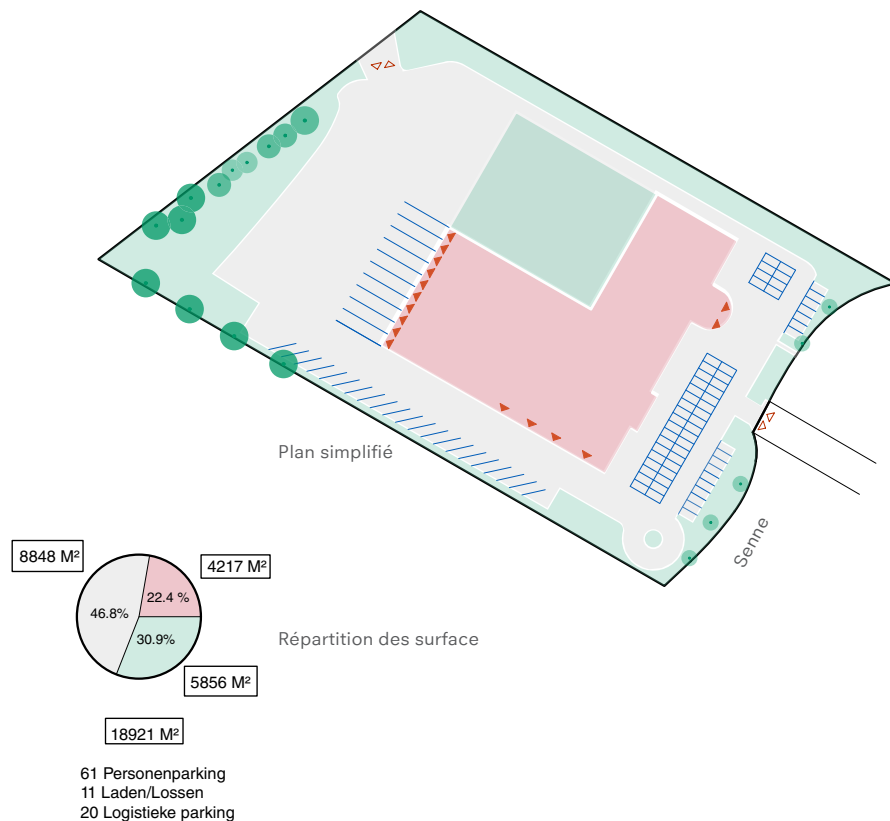 Plan simplifié
Senne
8848 M²
4217 M²
22.4 %
46.8%
30.9%
Répartition des surface
5856 M²
18921 M²
61 Personenparking
11 Laden/Lossen
20 Logistieke parking